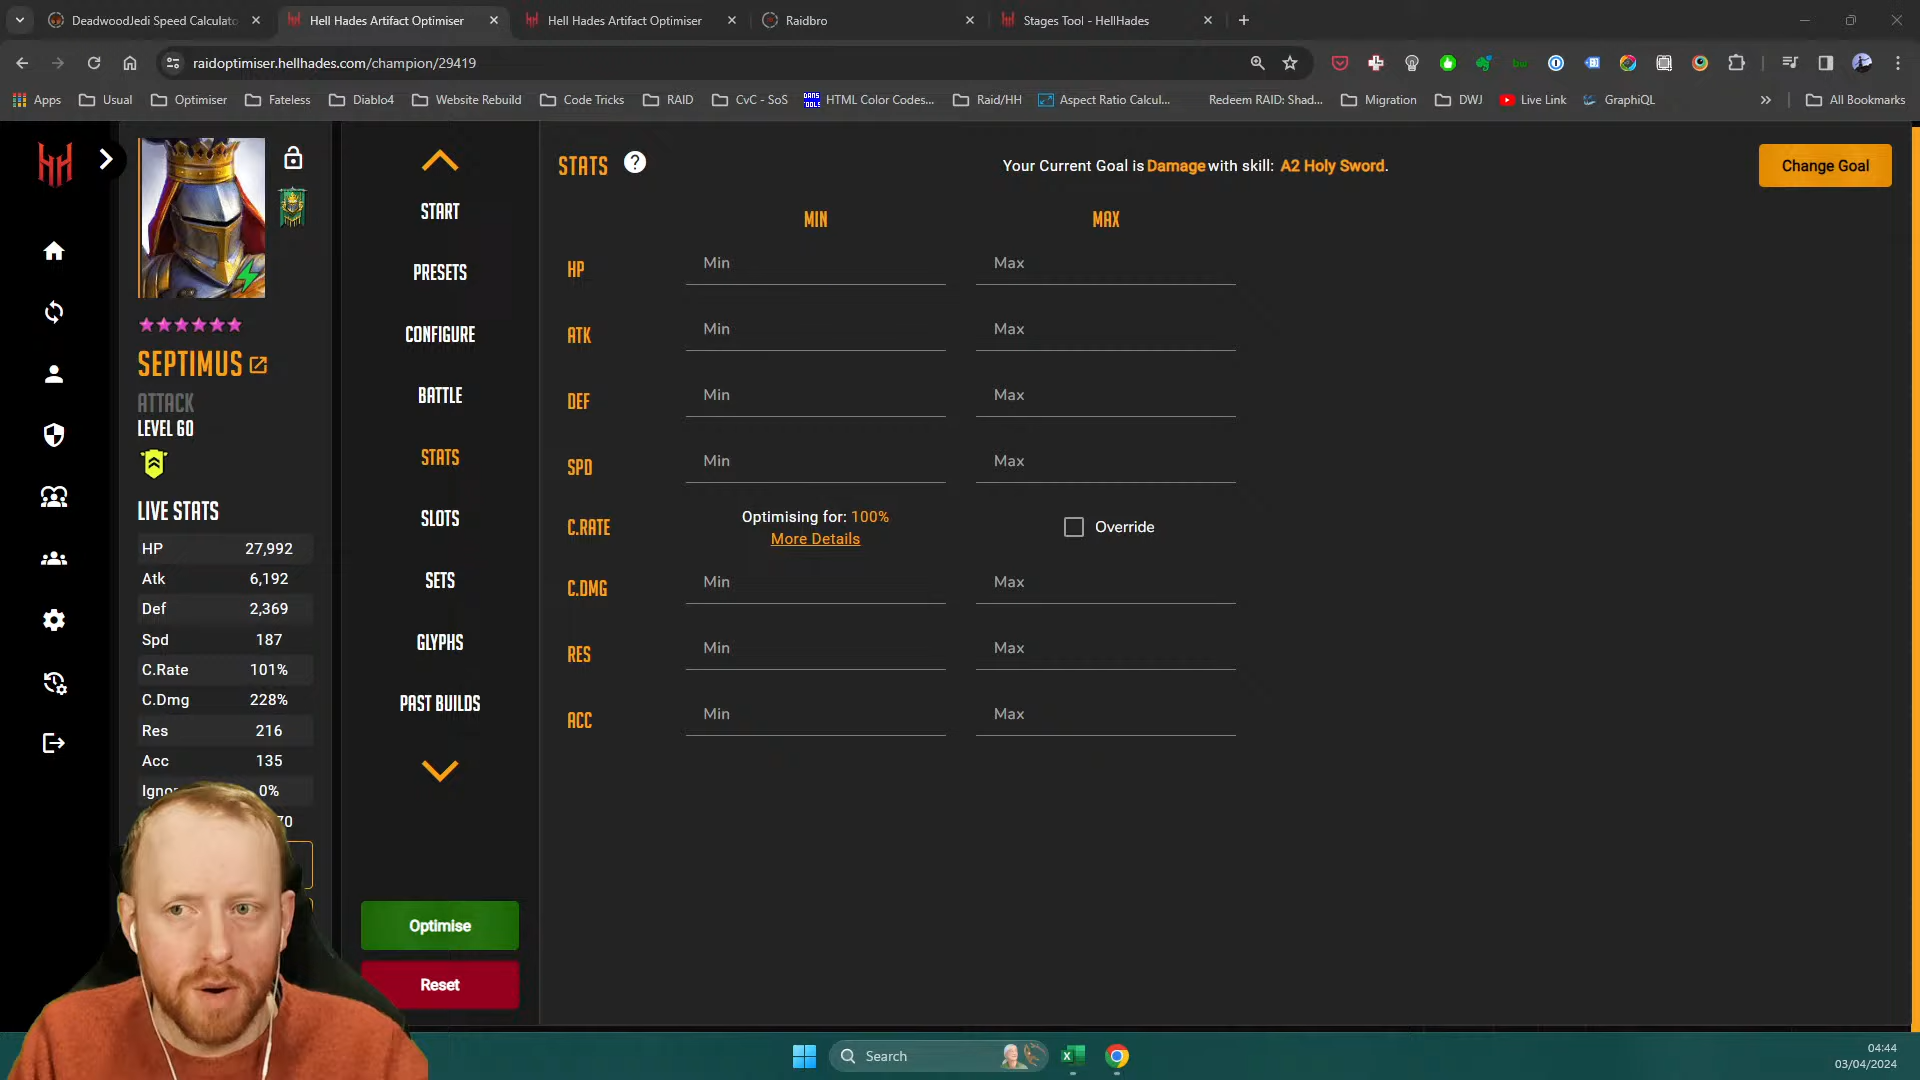 DeadwoodJedi Speed Calculato
Hell Hades Artifact Optimiser
Hell Hades Artifact Optimiser
Raidbro
Stages Tool - HellHades
raidoptimiser.hellhades.com/champion/29419
Apps
Usual
Optimiser
Fateless
Diablo4
Website Rebuild
Code Tricks
RAID
CvC - SoS
HTML Color Codes...
Raid/HH
Aspect Ratio Calcul...
Redeem RAID: Shad...
Migration
DWJ
Live Link
GraphiQL
All Bookmarks
SEPTIMUS
ATTACK
LEVEL 60
LIVE STATS
HP 27,992
Atk 6,192
Def 2,369
Spd 187
C.Rate 101%
C.Dmg 228%
Res 216
Acc 135
0%
START
PRESETS
CONFIGURE
BATTLE
STATS
SLOTS
SETS
GLYPHS
PAST BUILDS
Optimise
Reset
STATS ?
Your Current Goal is Damage with skill: A2 Holy Sword.
Change Goal
MIN MAX
HP Min Max
ATK Min Max
DEF Min Max
SPD Min Max
C.RATE Optimising for: 100% Override
More Details
C.DMG Min Max
RES Min Max
ACC Min Max
Search
04:44
03/04/2024